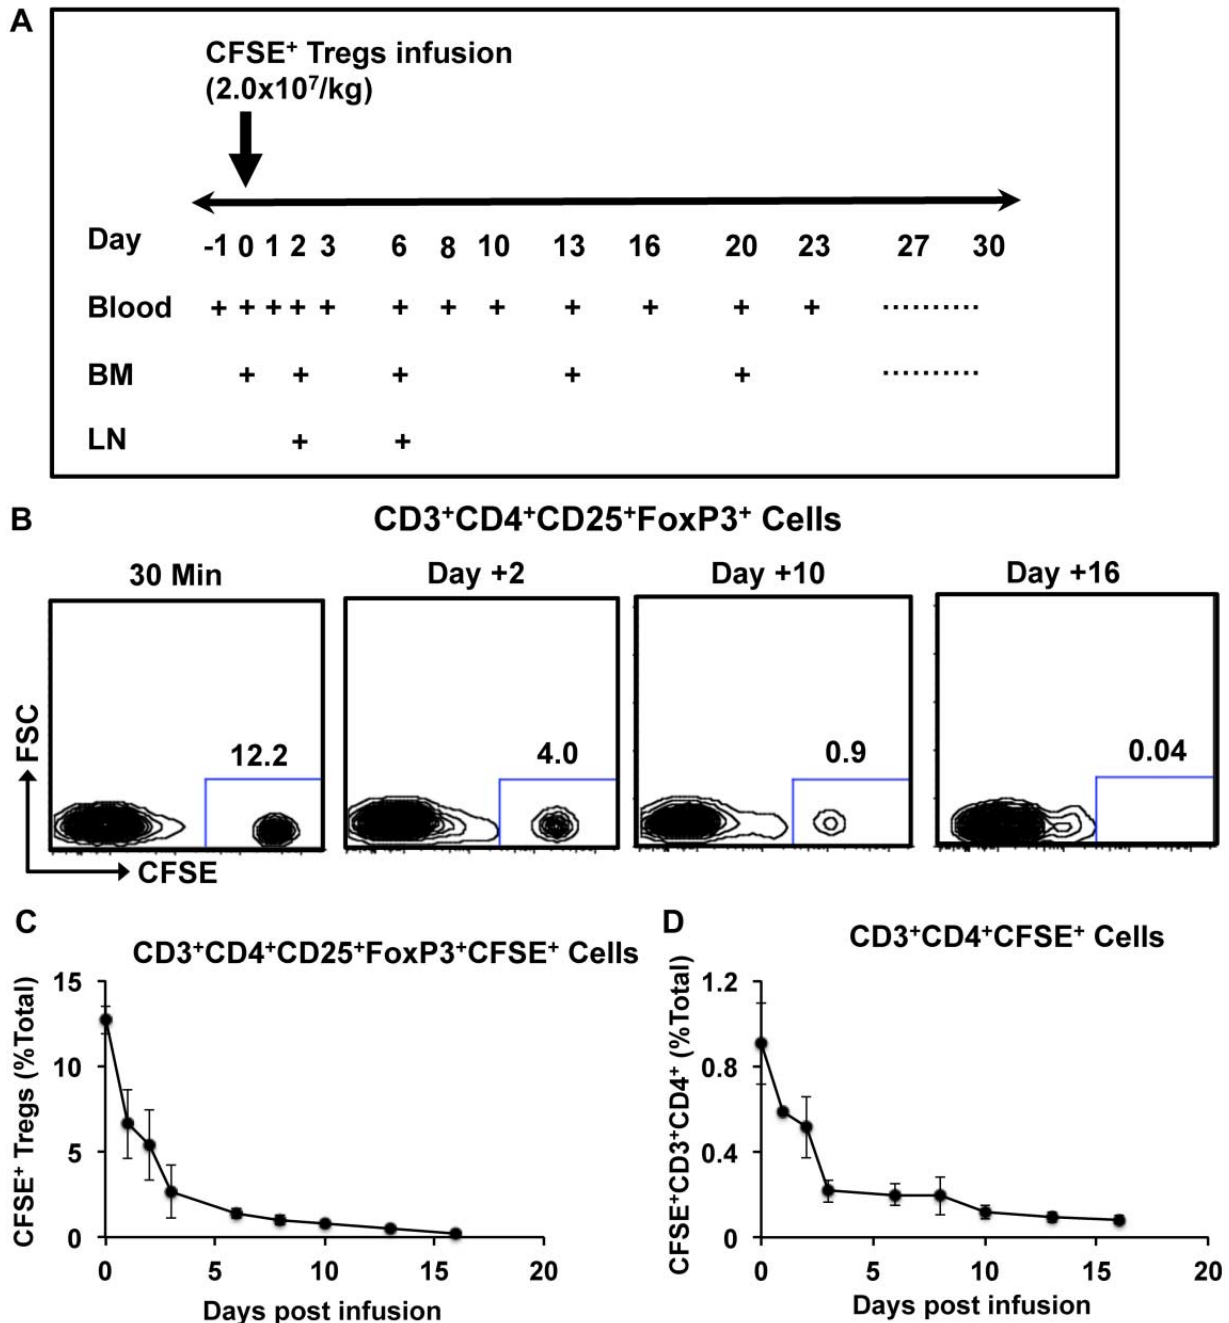 A
CFSE⁺ Tregs infusion
(2.0x10⁷/kg)
Day -1 0 1 2 3 6 8 10 13 16 20 23 27 30
Blood + + + + + + + + + + + + ..........
BM + + + + + ..........
LN + +
B
CD3⁺CD4⁺CD25⁺FoxP3⁺ Cells
30 Min Day +2 Day +10 Day +16
FSC
12.2 4.0 0.9 0.04
CFSE
C
CD3⁺CD4⁺CD25⁺FoxP3⁺CFSE⁺ Cells
CFSE⁺ Tregs (%Total)
15
10
5
0
0 5 10 15 20
Days post infusion
D
CD3⁺CD4⁺CFSE⁺ Cells
CFSE⁺CD3⁺CD4⁺ (%Total)
1.2
0.8
0.4
0
0 5 10 15 20
Days post infusion